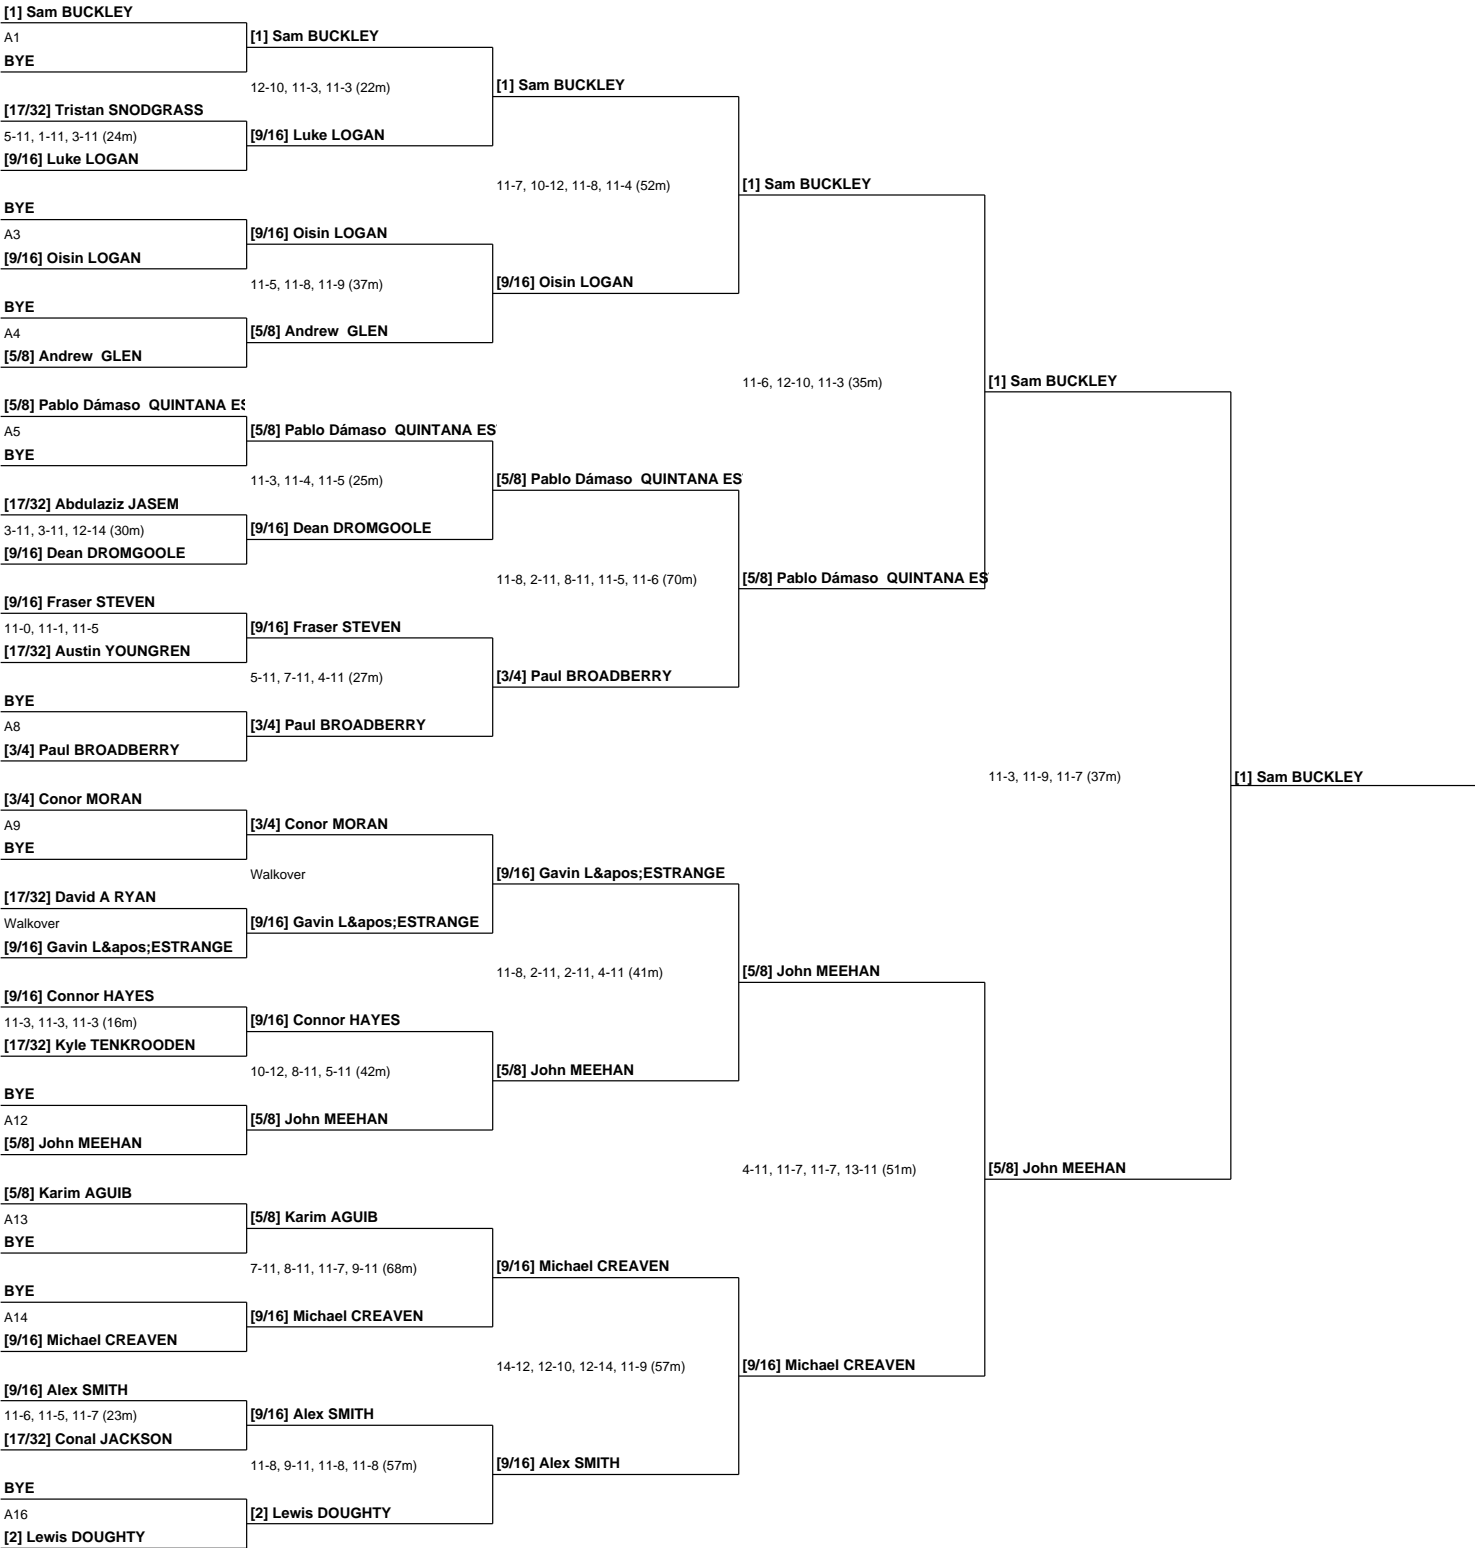 [1] Sam BUCKLEY
A1
BYE
[17/32] Tristan SNODGRASS
5-11, 1-11, 3-11 (24m)
[9/16] Luke LOGAN
BYE
A3
[9/16] Oisin LOGAN
BYE
A4
[5/8] Andrew  GLEN
[5/8] Pablo Dámaso  QUINTANA ES
A5
BYE
[17/32] Abdulaziz JASEM
3-11, 3-11, 12-14 (30m)
[9/16] Dean DROMGOOLE
[9/16] Fraser STEVEN
11-0, 11-1, 11-5
[17/32] Austin YOUNGREN
BYE
A8
[3/4] Paul BROADBERRY
[3/4] Conor MORAN
A9
BYE
[17/32] David A RYAN
Walkover
[9/16] Gavin L&apos;ESTRANGE
[9/16] Connor HAYES
11-3, 11-3, 11-3 (16m)
[17/32] Kyle TENKROODEN
BYE
A12
[5/8] John MEEHAN
[5/8] Karim AGUIB
A13
BYE
BYE
A14
[9/16] Michael CREAVEN
[9/16] Alex SMITH
11-6, 11-5, 11-7 (23m)
[17/32] Conal JACKSON
BYE
A16
[2] Lewis DOUGHTY
[1] Sam BUCKLEY
12-10, 11-3, 11-3 (22m)
[9/16] Luke LOGAN
[9/16] Oisin LOGAN
11-5, 11-8, 11-9 (37m)
[5/8] Andrew  GLEN
[5/8] Pablo Dámaso  QUINTANA ES
11-3, 11-4, 11-5 (25m)
[9/16] Dean DROMGOOLE
[9/16] Fraser STEVEN
5-11, 7-11, 4-11 (27m)
[3/4] Paul BROADBERRY
[3/4] Conor MORAN
Walkover
[9/16] Gavin L&apos;ESTRANGE
[9/16] Connor HAYES
10-12, 8-11, 5-11 (42m)
[5/8] John MEEHAN
[5/8] Karim AGUIB
7-11, 8-11, 11-7, 9-11 (68m)
[9/16] Michael CREAVEN
[9/16] Alex SMITH
11-8, 9-11, 11-8, 11-8 (57m)
[2] Lewis DOUGHTY
[1] Sam BUCKLEY
11-7, 10-12, 11-8, 11-4 (52m)
[9/16] Oisin LOGAN
[5/8] Pablo Dámaso  QUINTANA ES
11-8, 2-11, 8-11, 11-5, 11-6 (70m)
[3/4] Paul BROADBERRY
[9/16] Gavin L&apos;ESTRANGE
11-8, 2-11, 2-11, 4-11 (41m)
[5/8] John MEEHAN
[9/16] Michael CREAVEN
14-12, 12-10, 12-14, 11-9 (57m)
[9/16] Alex SMITH
[1] Sam BUCKLEY
11-6, 12-10, 11-3 (35m)
[5/8] Pablo Dámaso  QUINTANA ES
[5/8] John MEEHAN
4-11, 11-7, 11-7, 13-11 (51m)
[9/16] Michael CREAVEN
[1] Sam BUCKLEY
11-3, 11-9, 11-7 (37m)
[5/8] John MEEHAN
[1] Sam BUCKLEY